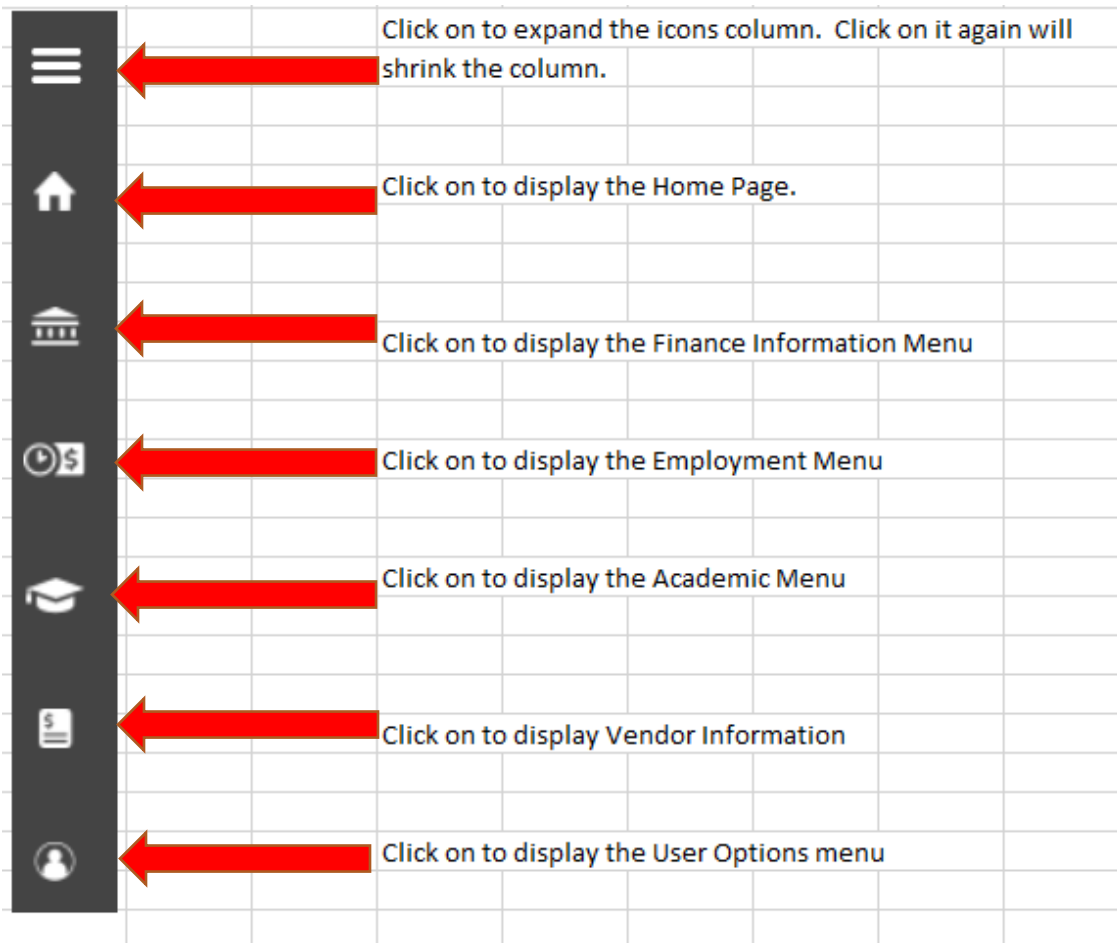 Click on to expand the icons column.  Click on it again will
shrink the column.
Click on to display the Home Page.
Click on to display the Finance Information Menu
$
Click on to display the Employment Menu
Click on to display the Academic Menu
$
Click on to display Vendor Information
Click on to display the User Options menu